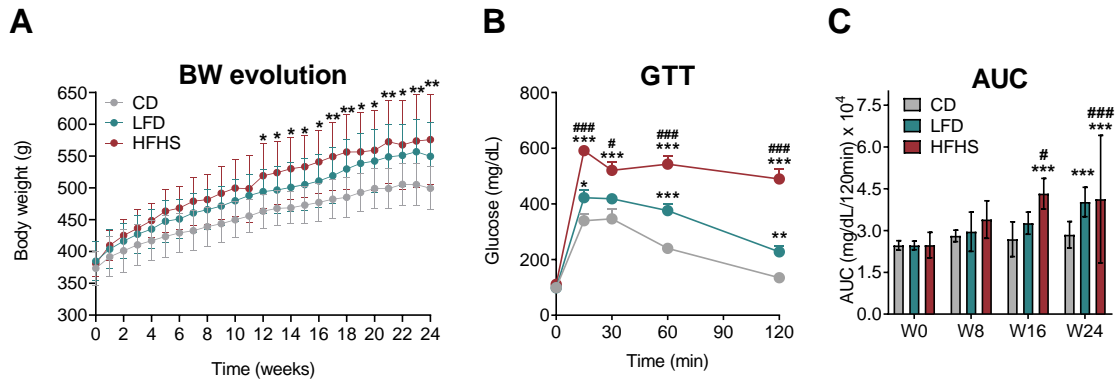 A
BW evolution
650
600
550
500
450
400
350
300
Body weight (g)
CD
LFD
HFHS
* * * * * ** ** * * ** * ** **
0 2 4 6 8 10 12 14 16 18 20 22 24
Time (weeks)
B
GTT
800
600
400
200
0
Glucose (mg/dL)
###
***
#
***
###
***
###
***
*
***
**
0 30 60 90 120
Time (min)
C
AUC
7.5
6.0
4.5
3.0
1.5
0.0
AUC (mg/dL/120min) x 10⁴
CD
LFD
HFHS
#
***
***
###
***
W0 W8 W16 W24